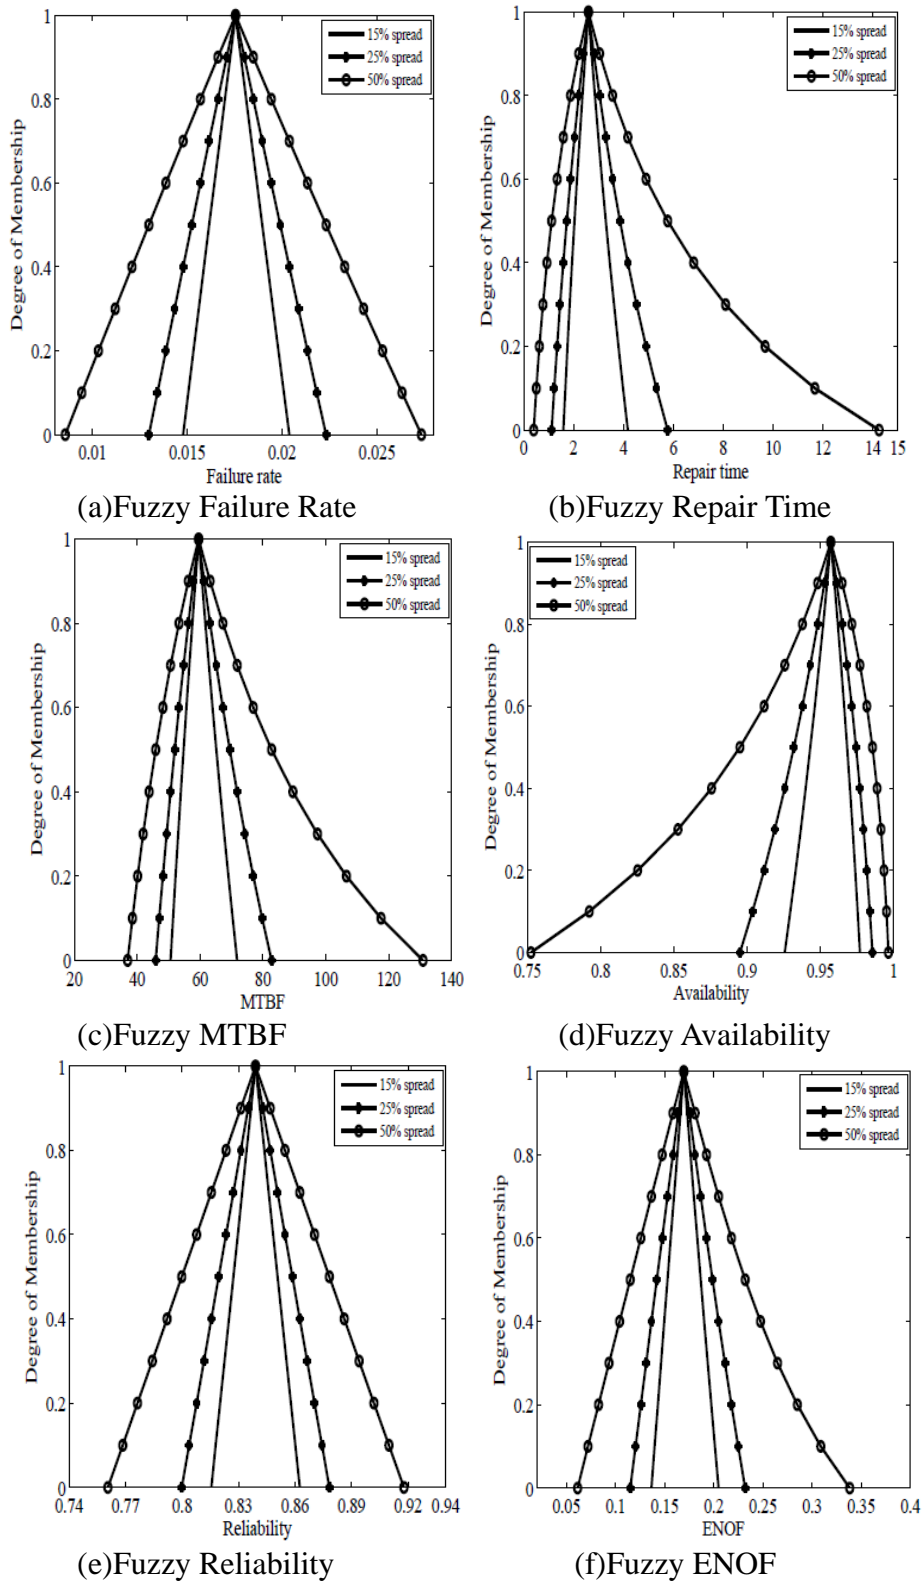 1
0.8
0.6
0.4
0.2
0
Degree of Membership
15% spread
25% spread
50% spread
0.01 0.015 0.02 0.025
Failure rate
(a)Fuzzy Failure Rate
1
0.8
0.6
0.4
0.2
0
Degree of Membership
15% spread
25% spread
50% spread
0 2 4 6 8 10 12 14 15
Repair time
(b)Fuzzy Repair Time
1
0.8
0.6
0.4
0.2
0
Degree of Membership
15% spread
25% spread
50% spread
20 40 60 80 100 120 140
MTBF
(c)Fuzzy MTBF
1
0.8
0.6
0.4
0.2
0
Degree of Membership
15% spread
25% spread
50% spread
0.75 0.8 0.85 0.9 0.95 1
Availability
(d)Fuzzy Availability
1
0.8
0.6
0.4
0.2
0
Degree of Membership
15% spread
25% spread
50% spread
0.74 0.77 0.8 0.83 0.86 0.89 0.92 0.94
Reliability
(e)Fuzzy Reliability
1
0.8
0.6
0.4
0.2
0
Degree of Membership
15% spread
25% spread
50% spread
0.05 0.1 0.15 0.2 0.25 0.3 0.35 0.4
ENOF
(f)Fuzzy ENOF